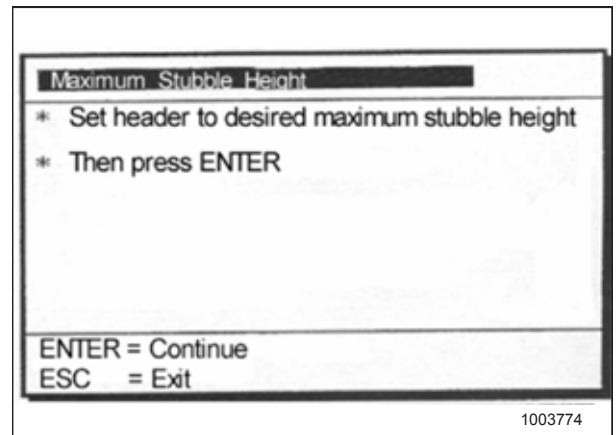 Maximum Stubble Height
* Set header to desired maximum stubble height
* Then press ENTER
ENTER = Continue
ESC = Exit
1003774